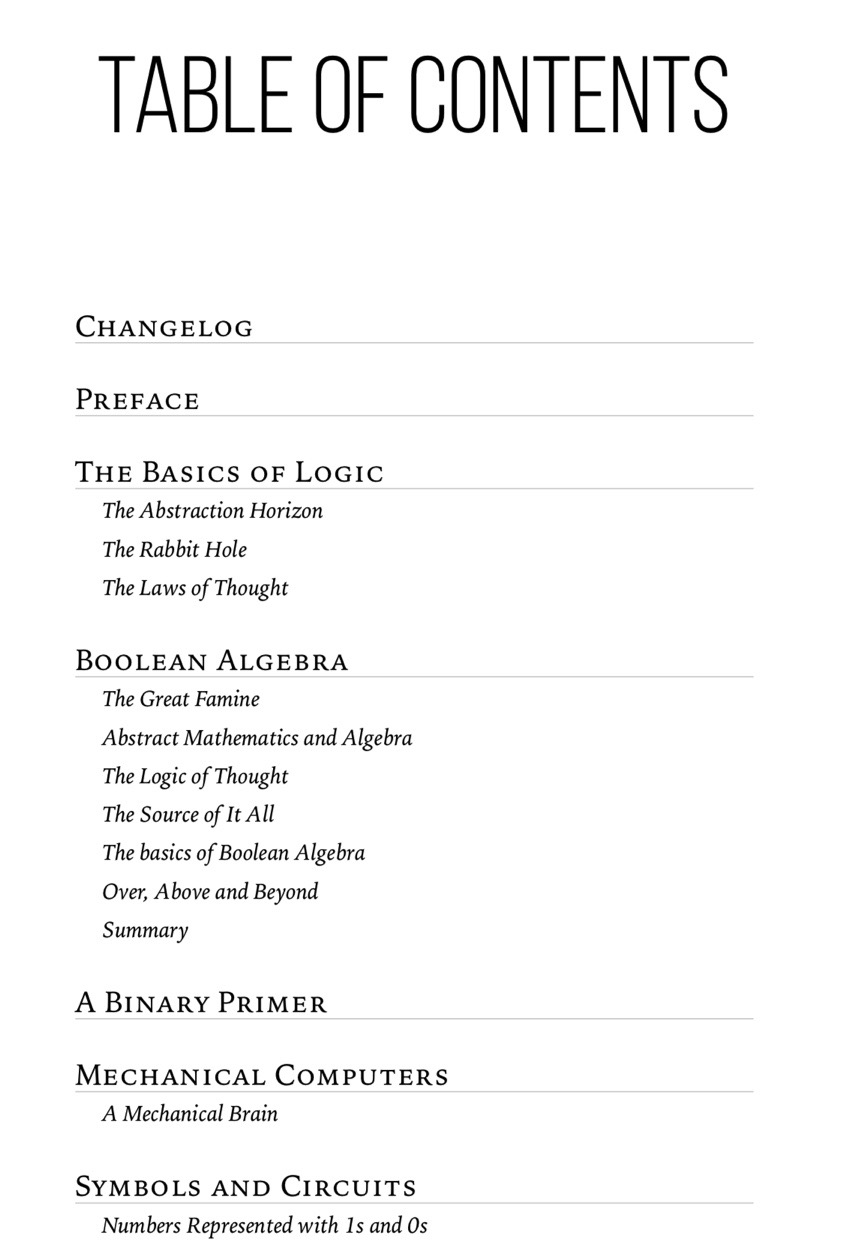 TABLE OF CONTENTS
Changelog
Preface
The Basics of Logic
The Abstraction Horizon
The Rabbit Hole
The Laws of Thought
Boolean Algebra
The Great Famine
Abstract Mathematics and Algebra
The Logic of Thought
The Source of It All
The basics of Boolean Algebra
Over, Above and Beyond
Summary
A Binary Primer
Mechanical Computers
A Mechanical Brain
Symbols and Circuits
Numbers Represented with 1s and 0s